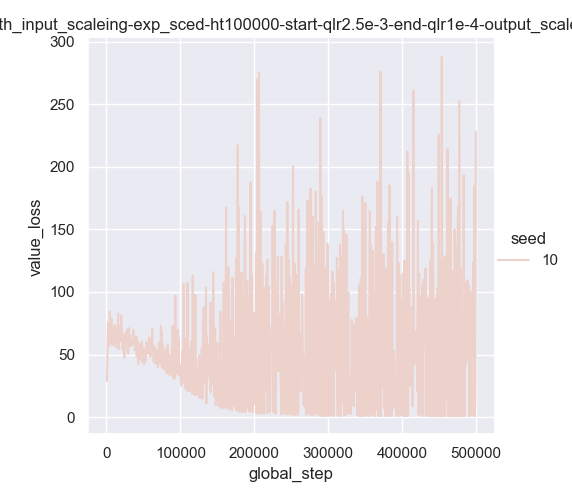 th_input_scaleing-exp_sced-ht100000-start-qlr2.5e-3-end-qlr1e-4-output_scale
300
250
200
150
100
50
0
value_loss
seed
10
0 100000 200000 300000 400000 500000
global_step